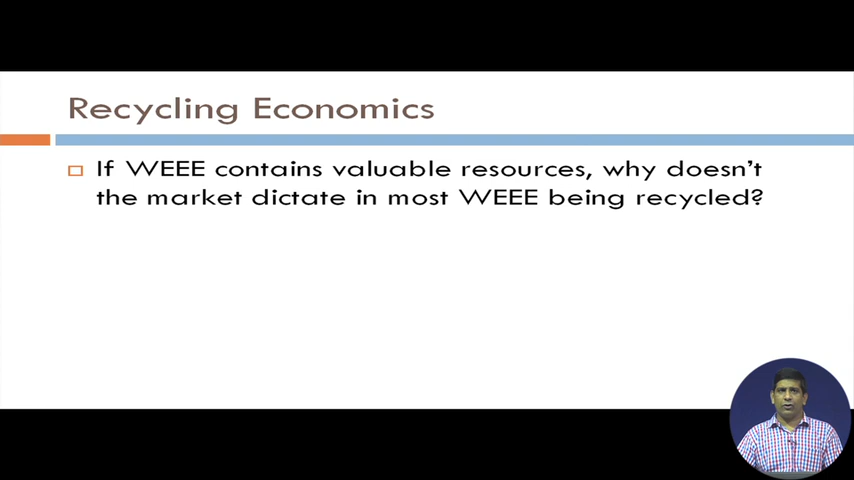 Recycling Economics
If WEEE contains valuable resources, why doesn't
the market dictate in most WEEE being recycled?